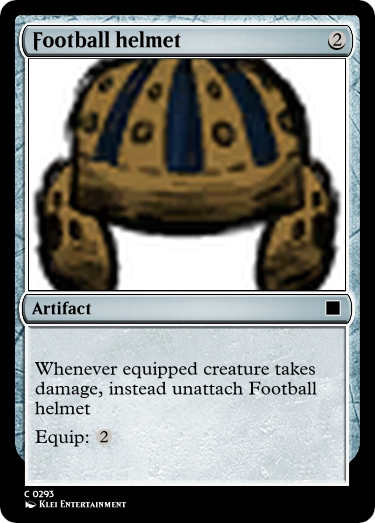 Football helmet 2
Artifact
Whenever equipped creature takes
damage, instead unattach Football
helmet
Equip: 2
C 0293
Klei Entertainment